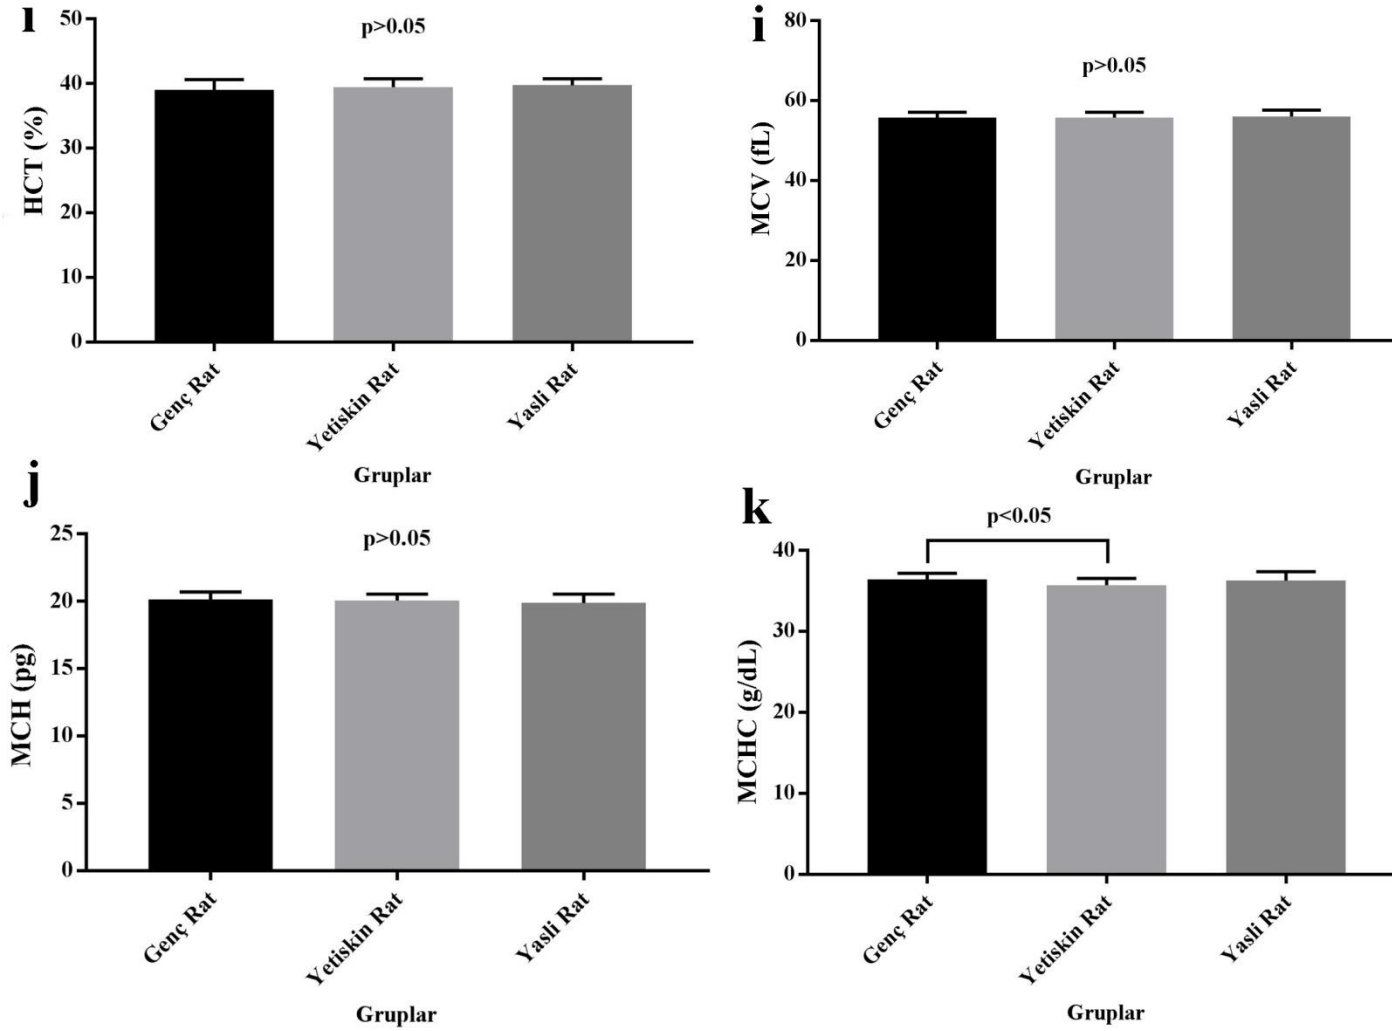 ı
p>0.05
HCT (%)
50
40
30
20
10
0
Genç Rat
Yetiskin Rat
Yasli Rat
Gruplar
i
p>0.05
MCV (fL)
80
60
40
20
0
Genç Rat
Yetiskin Rat
Yasli Rat
Gruplar
j
p>0.05
MCH (pg)
25
20
15
10
5
0
Genç Rat
Yetiskin Rat
Yasli Rat
Gruplar
k
p<0.05
MCHC (g/dL)
40
30
20
10
0
Genç Rat
Yetiskin Rat
Yasli Rat
Gruplar